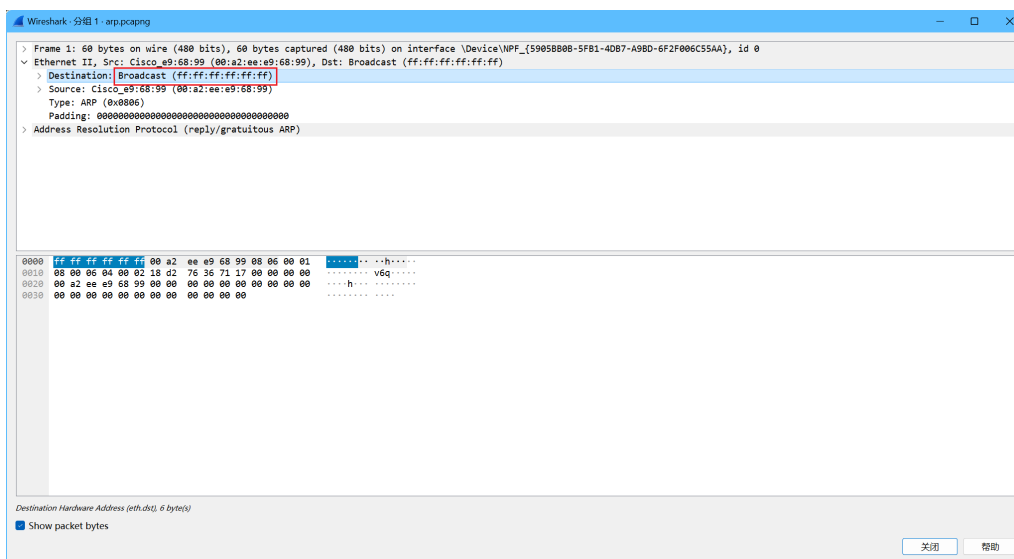 Wireshark · 分组 1 · arp.pcapng
> Frame 1: 60 bytes on wire (480 bits), 60 bytes captured (480 bits) on interface \Device\NPF_{5905BB0B-5FB1-4DB7-A9BD-6F2F006C55AA}, id 0
Ethernet II, Src: Cisco_e9:68:99 (00:a2:ee:e9:68:99), Dst: Broadcast (ff:ff:ff:ff:ff:ff)
> Destination: Broadcast (ff:ff:ff:ff:ff:ff)
> Source: Cisco_e9:68:99 (00:a2:ee:e9:68:99)
Type: ARP (0x0806)
Padding: 000000000000000000000000000000000000
> Address Resolution Protocol (reply/gratuitous ARP)
0000 ff ff ff ff ff ff 00 a2 ee e9 68 99 08 06 00 01 ········ ··h·····
0010 08 00 06 04 00 02 18 d2 76 36 71 17 00 00 00 00 ········ v6q·····
0020 00 a2 ee e9 68 99 00 00 00 00 00 00 00 00 00 00 ····h··· ········
0030 00 00 00 00 00 00 00 00 00 00 00 00 ········ ····
Destination Hardware Address (eth.dst), 6 byte(s)
Show packet bytes
关闭 帮助